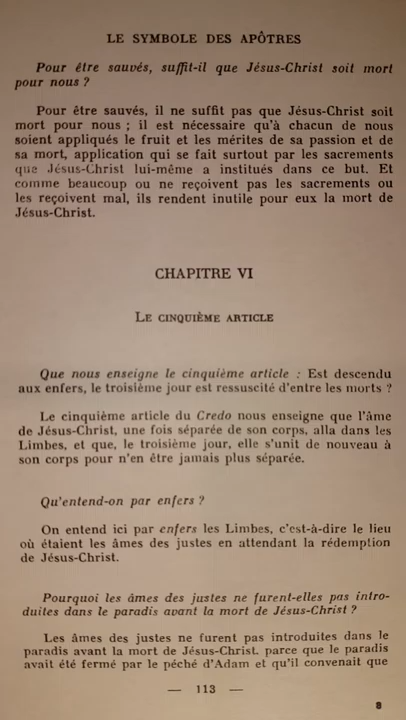 LE SYMBOLE DES APÔTRES
Pour être sauvés, suffit-il que Jésus-Christ soit mort
pour nous ?
Pour être sauvés, il ne suffit pas que Jésus-Christ soit
mort pour nous ; il est nécessaire qu'à chacun de nous
soient appliqués le fruit et les mérites de sa passion et de
sa mort, application qui se fait surtout par les sacrements
que Jésus-Christ lui-même a institués dans ce but. Et
comme beaucoup ou ne reçoivent pas les sacrements ou
les reçoivent mal, ils rendent inutile pour eux la mort de
Jésus-Christ.
CHAPITRE VI
LE CINQUIÈME ARTICLE
Que nous enseigne le cinquième article : Est descendu
aux enfers, le troisième jour est ressuscité d'entre les morts ?
Le cinquième article du Credo nous enseigne que l'âme
de Jésus-Christ, une fois séparée de son corps, alla dans les
Limbes, et que, le troisième jour, elle s'unit de nouveau à
son corps pour n'en être jamais plus séparée.
Qu'entend-on par enfers ?
On entend ici par enfers les Limbes, c'est-à-dire le lieu
où étaient les âmes des justes en attendant la rédemption
de Jésus-Christ.
Pourquoi les âmes des justes ne furent-elles pas intro-
duites dans le paradis avant la mort de Jésus-Christ ?
Les âmes des justes ne furent pas introduites dans le
paradis avant la mort de Jésus-Christ. parce que le paradis
avait été fermé par le péché d'Adam et qu'il convenait que
— 113 —
8